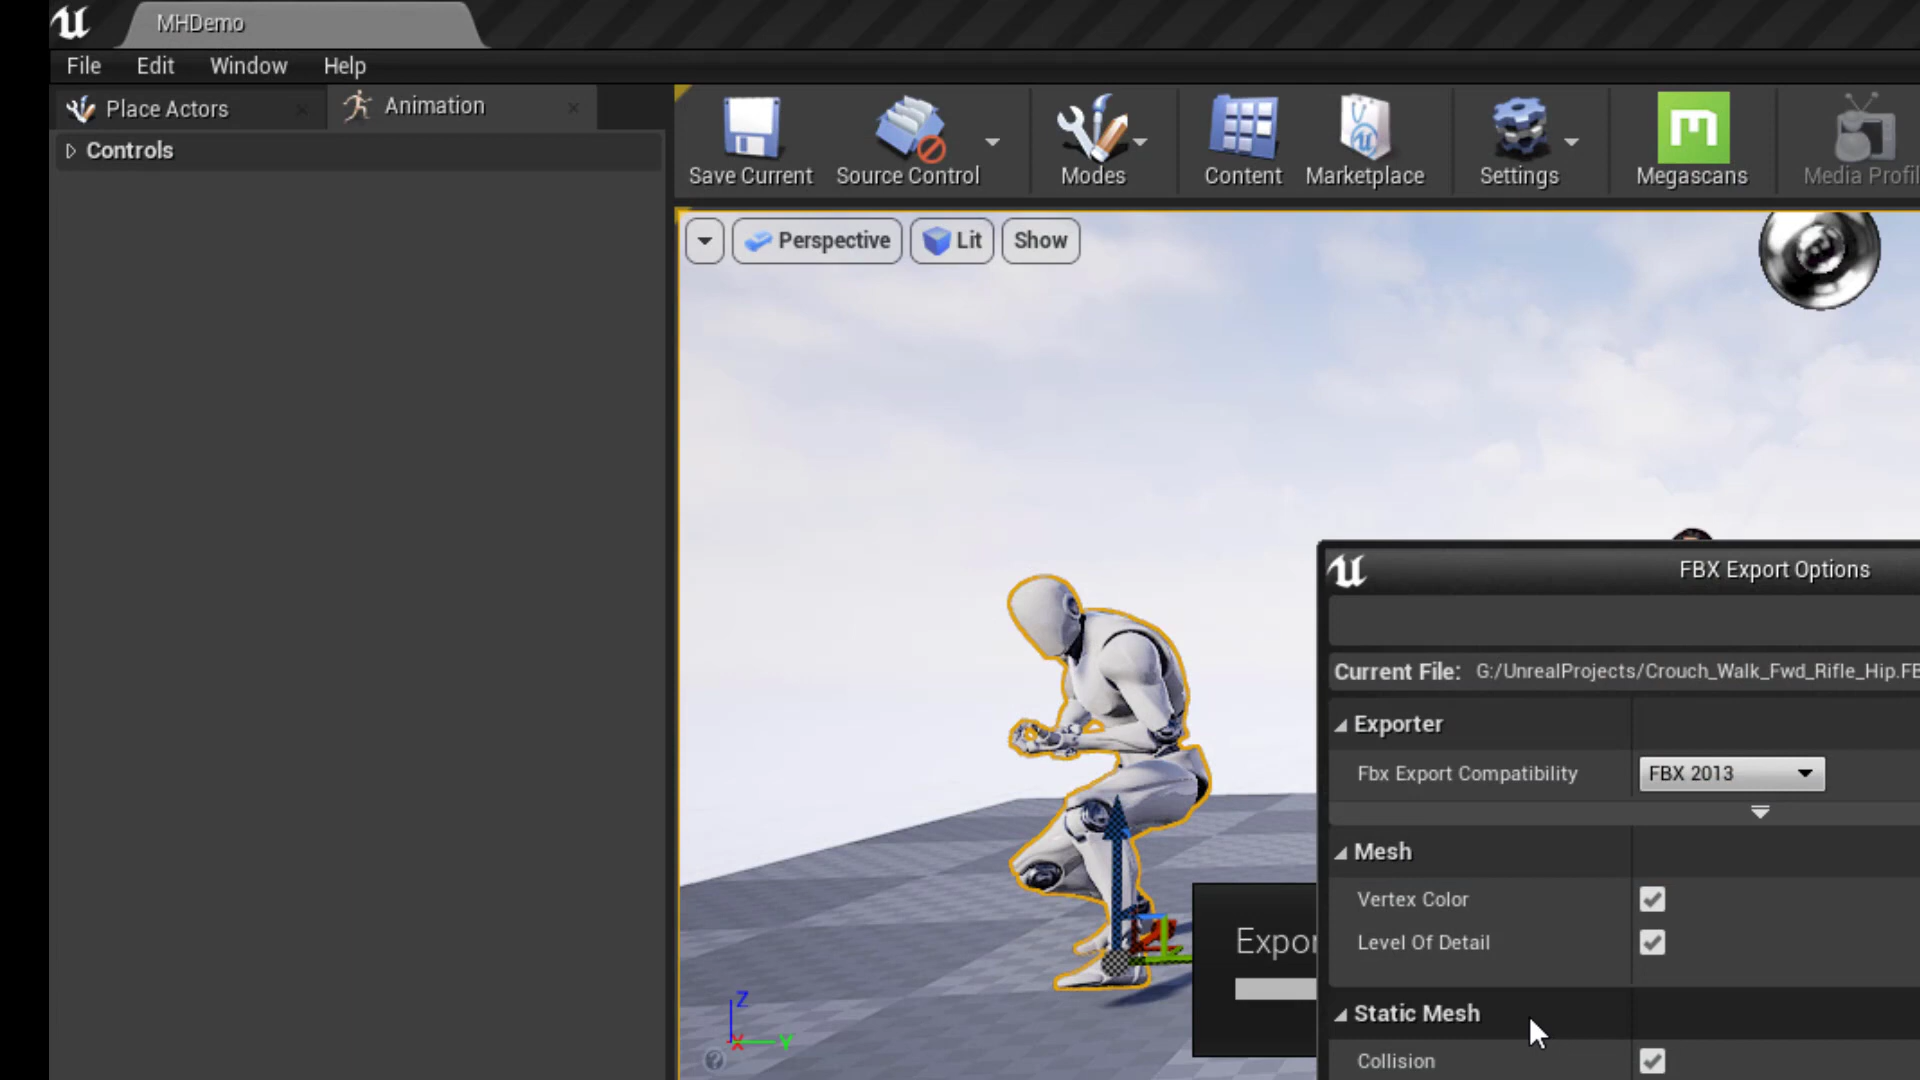 MHDemo
File Edit Window Help
Place Actors Animation
Controls
Save Current Source Control Modes Content Marketplace Settings Megascans Media Profil
Perspective Lit Show
FBX Export Options
Current File: G:/UnrealProjects/Crouch_Walk_Fwd_Rifle_Hip.FB
Exporter
Fbx Export Compatibility FBX 2013
Mesh
Vertex Color
Level Of Detail
Expor
Static Mesh
Collision
Z
X Y